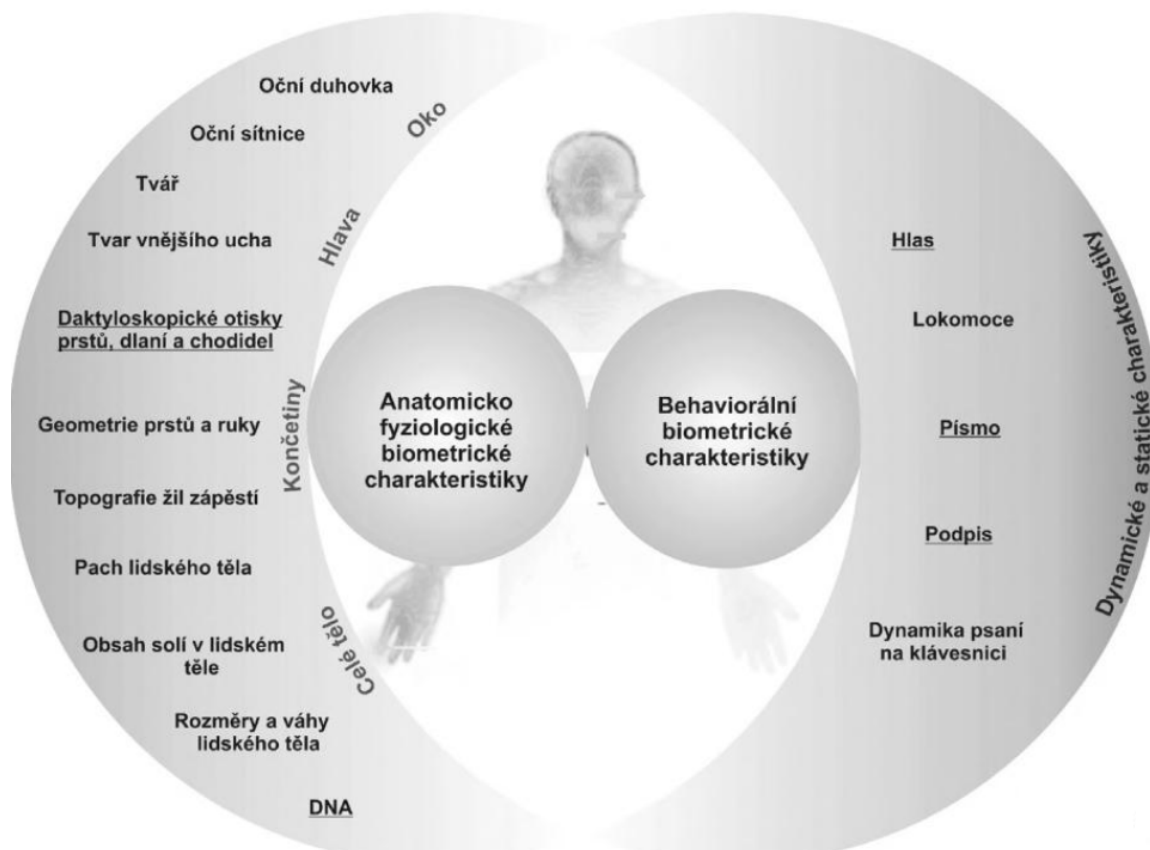 Oční duhovka
Oční sítnice
Tvář
Tvar vnějšího ucha
Daktyloskopické otisky
prstů, dlaní a chodidel
Geometrie prstů a ruky
Topografie žil zápěstí
Pach lidského těla
Obsah solí v lidském
těle
Rozměry a váhy
lidského těla
DNA
Oko
Hlava
Končetiny
Celé tělo
Anatomicko
fyziologické
biometrické
charakteristiky
Behaviorální
biometrické
charakteristiky
Hlas
Lokomoce
Písmo
Podpis
Dynamika psaní
na klávesnici
Dynamické a statické charakteristiky